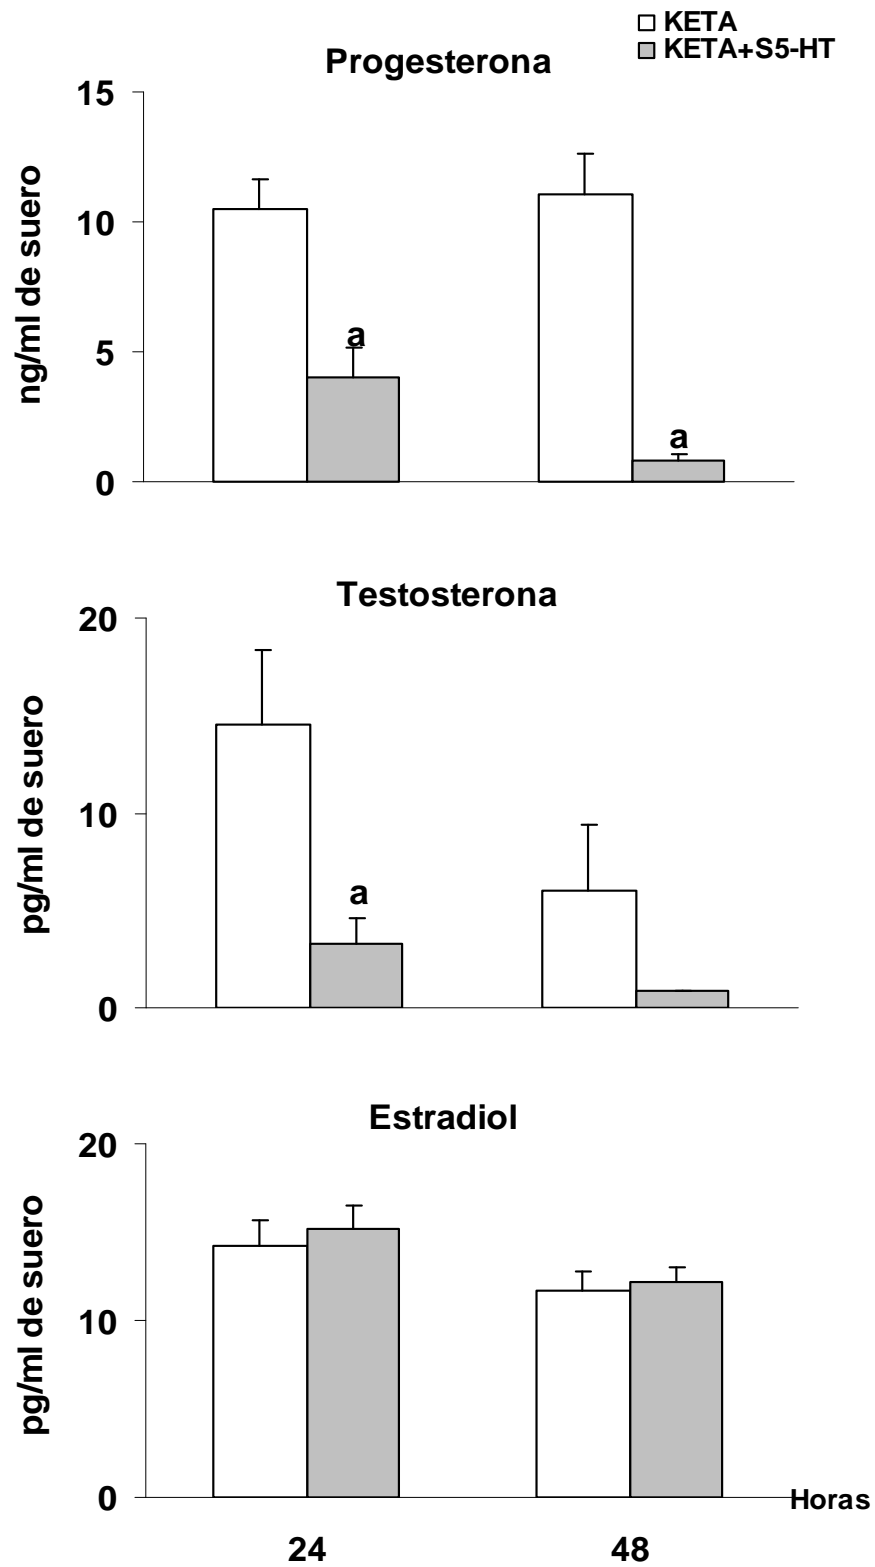 KETA
KETA+S5-HT
Progesterona
15
10
5
0
ng/ml de suero
a
a
Testosterona
20
10
0
pg/ml de suero
a
Estradiol
20
10
0
pg/ml de suero
Horas
24
48